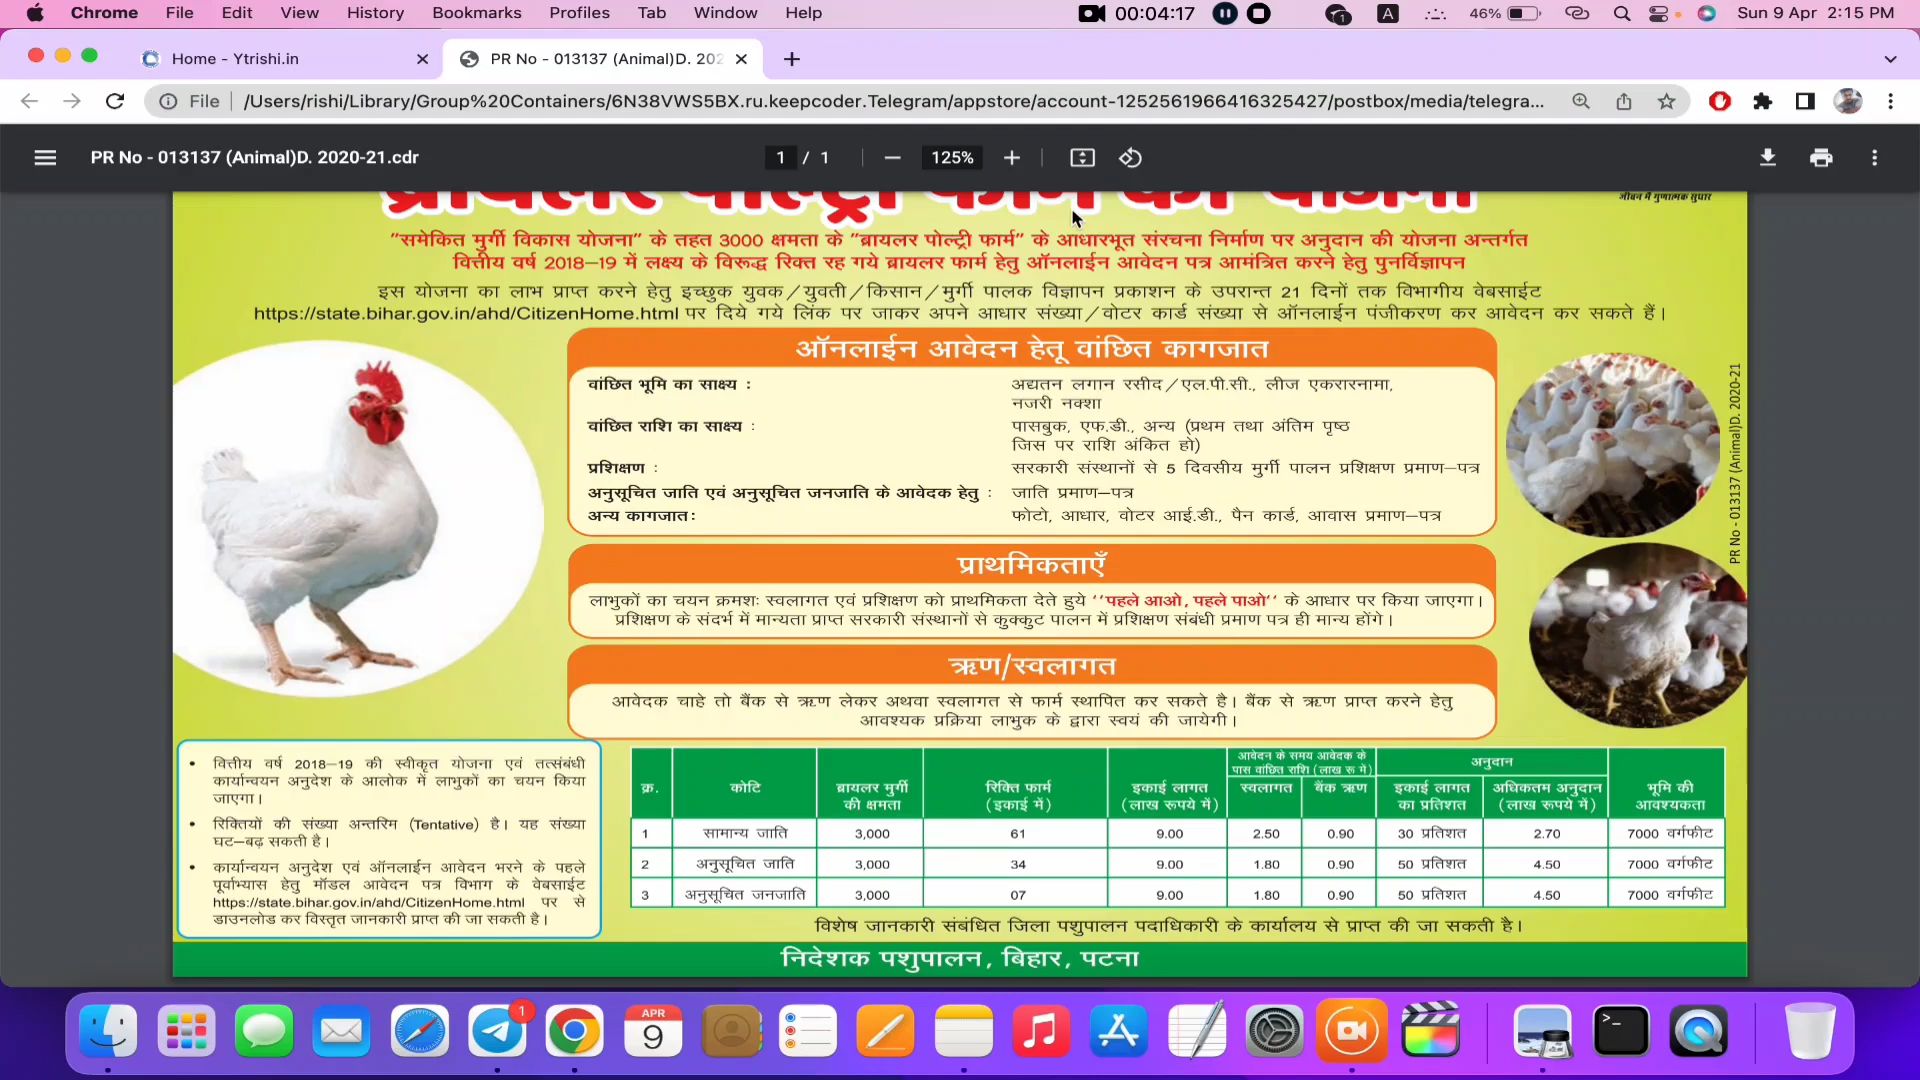 Chrome File Edit View History Bookmarks Profiles Tab Window Help 00:04:17 1 A 46% Sun 9 Apr 2:15 PM
Home - Ytrishi.in PR No - 013137 (Animal)D. 202
File /Users/rishi/Library/Group%20Containers/6N38VWS5BX.ru.keepcoder.Telegram/appstore/account-1252561966416325427/postbox/media/telegra...
PR No - 013137 (Animal)D. 2020-21.cdr 1 / 1 125%
ब्रायलर पोल्ट्री फार्म की योजना
जीवन में गुणात्मक सुधार
"समेकित मुर्गी विकास योजना" के तहत 3000 क्षमता के "ब्रायलर पोल्ट्री फार्म" के आधारभूत संरचना निर्माण पर अनुदान की योजना अन्तर्गत
वित्तीय वर्ष 2018–19 में लक्ष्य के विरूद्ध रिक्त रह गये ब्रायलर फार्म हेतु ऑनलाईन आवेदन पत्र आमंत्रित करने हेतु पुनर्विज्ञापन
इस योजना का लाभ प्राप्त करने हेतु इच्छुक युवक/युवती/किसान/मुर्गी पालक विज्ञापन प्रकाशन के उपरान्त 21 दिनों तक विभागीय वेबसाईट
https://state.bihar.gov.in/ahd/CitizenHome.html पर दिये गये लिंक पर जाकर अपने आधार संख्या/वोटर कार्ड संख्या से ऑनलाईन पंजीकरण कर आवेदन कर सकते हैं।
ऑनलाईन आवेदन हेतू वांछित कागजात
वांछित भूमि का साक्ष्य : अद्यतन लगान रसीद/एल.पी.सी., लीज एकरारनामा,
नजरी नक्शा
वांछित राशि का साक्ष्य : पासबुक, एफ.डी., अन्य (प्रथम तथा अंतिम पृष्ठ
जिस पर राशि अंकित हो)
प्रशिक्षण : सरकारी संस्थानों से 5 दिवसीय मुर्गी पालन प्रशिक्षण प्रमाण–पत्र
अनुसूचित जाति एवं अनुसूचित जनजाति के आवेदक हेतु : जाति प्रमाण–पत्र
अन्य कागजात: फोटो, आधार, वोटर आई.डी., पैन कार्ड, आवास प्रमाण–पत्र
PR No - 013137 (Animal)D. 2020-21
प्राथमिकताएँ
लाभुकों का चयन क्रमशः स्वलागत एवं प्रशिक्षण को प्राथमिकता देते हुये ''पहले आओ, पहले पाओ'' के आधार पर किया जाएगा।
प्रशिक्षण के संदर्भ में मान्यता प्राप्त सरकारी संस्थानों से कुक्कुट पालन में प्रशिक्षण संबंधी प्रमाण पत्र ही मान्य होंगे।
ऋण/स्वलागत
आवेदक चाहे तो बैंक से ऋण लेकर अथवा स्वलागत से फार्म स्थापित कर सकते है। बैंक से ऋण प्राप्त करने हेतु
आवश्यक प्रक्रिया लाभुक के द्वारा स्वयं की जायेगी।
• वित्तीय वर्ष 2018–19 की स्वीकृत योजना एवं तत्संबंधी
कार्यान्वयन अनुदेश के आलोक में लाभुकों का चयन किया
जाएगा।
• रिक्तियों की संख्या अन्तरिम (Tentative) है। यह संख्या
घट–बढ़ सकती है।
• कार्यान्वयन अनुदेश एवं ऑनलाईन आवेदन भरने के पहले
पूर्वाभ्यास हेतु मॉडल आवेदन पत्र विभाग के वेबसाईट
https://state.bihar.gov.in/ahd/CitizenHome.html पर से
डाउनलोड कर विस्तृत जानकारी प्राप्त की जा सकती है।
क्र. कोटि ब्रायलर मुर्गी की क्षमता रिक्ति फार्म (इकाई में) इकाई लागत (लाख रूपये में) आवेदन के समय आवेदक के पास वांछित राशि (लाख रू में) स्वलागत बैंक ऋण अनुदान इकाई लागत का प्रतिशत अधिकतम अनुदान (लाख रूपये में) भूमि की आवश्यकता
1 सामान्य जाति 3,000 61 9.00 2.50 0.90 30 प्रतिशत 2.70 7000 वर्गफीट
2 अनुसूचित जाति 3,000 34 9.00 1.80 0.90 50 प्रतिशत 4.50 7000 वर्गफीट
3 अनुसूचित जनजाति 3,000 07 9.00 1.80 0.90 50 प्रतिशत 4.50 7000 वर्गफीट
विशेष जानकारी संबंधित जिला पशुपालन पदाधिकारी के कार्यालय से प्राप्त की जा सकती है।
निदेशक पशुपालन, बिहार, पटना
1
APR
9